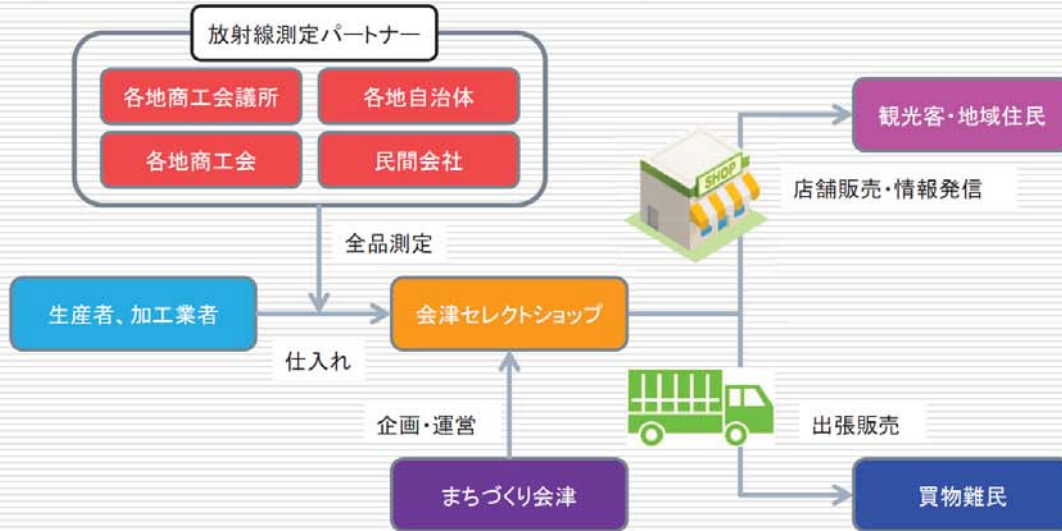 放射線測定パートナー
各地商工会議所
各地自治体
各地商工会
民間会社
全品測定
生産者、加工業者
仕入れ
会津セレクトショップ
企画・運営
まちづくり会津
SHOP
店舗販売・情報発信
観光客・地域住民
出張販売
買物難民